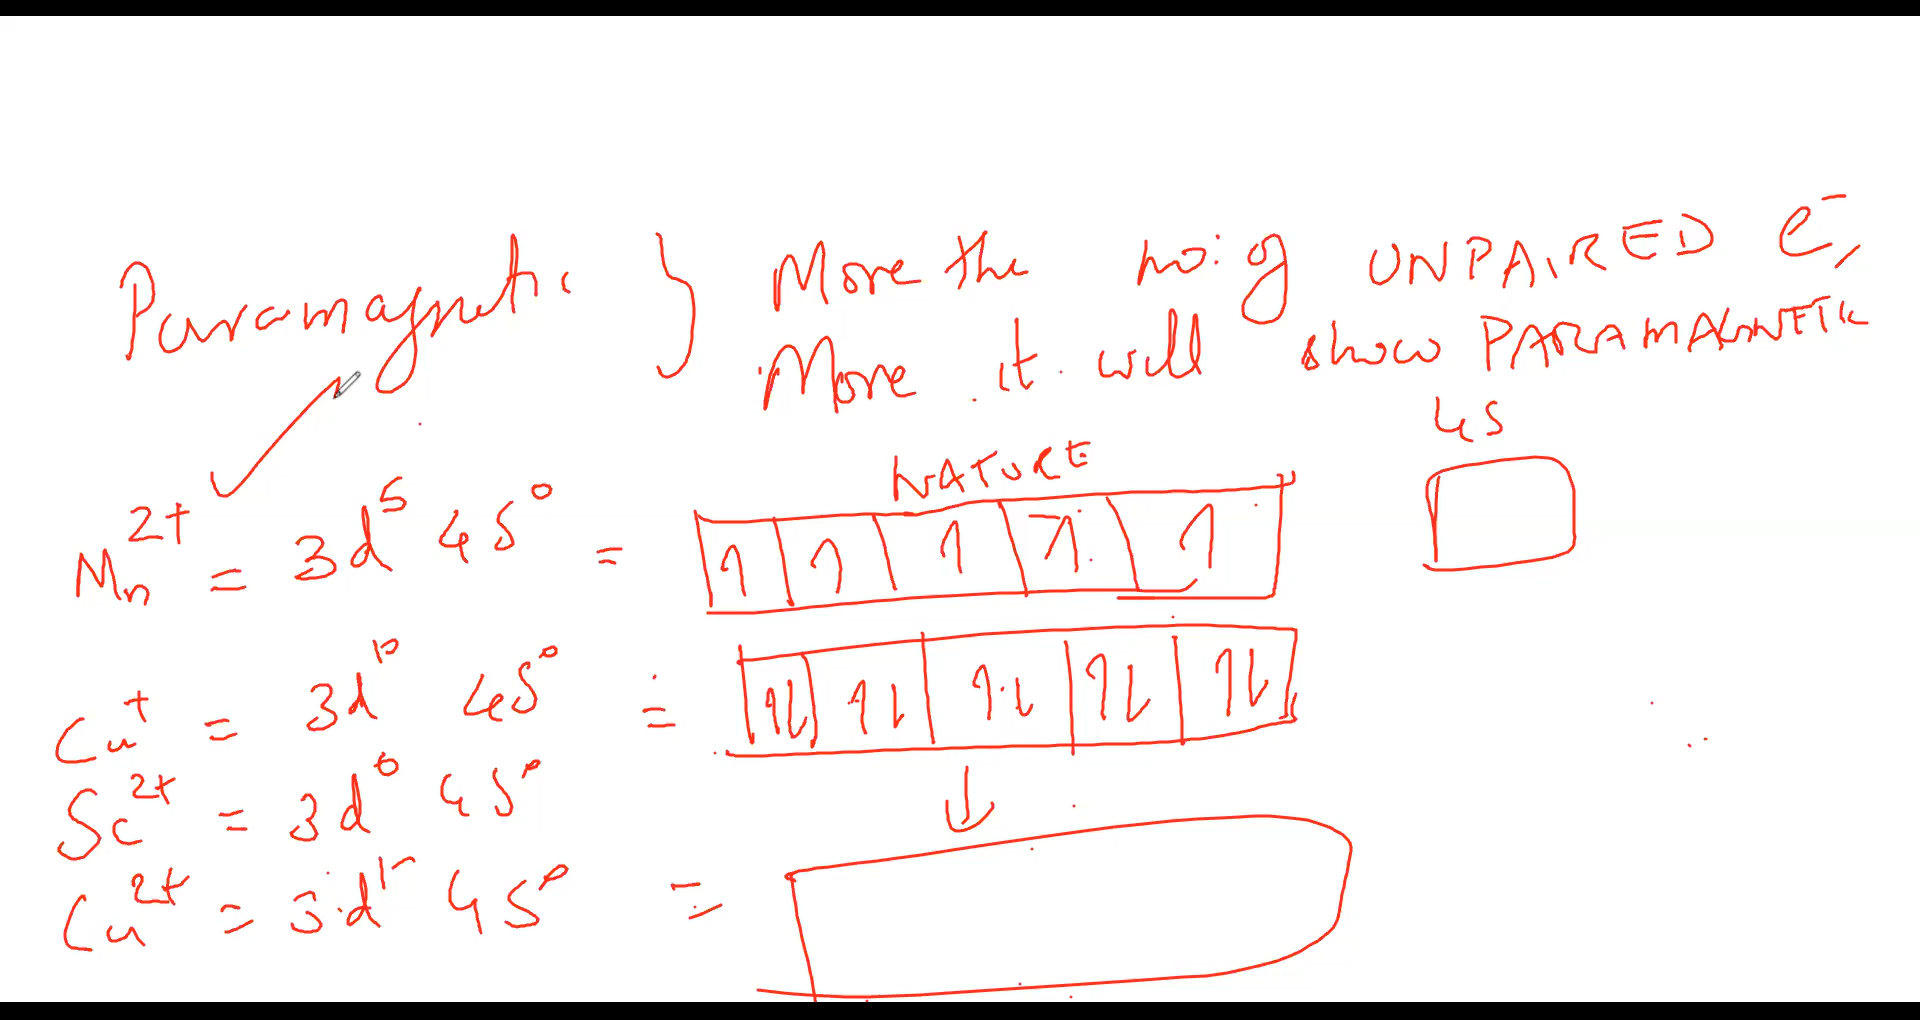 Paramagnetic } More the no: of UNPAIRED e-,
More it will show PARAMAGNETIC
NATURE
4s
Mn2+ = 3d5 4s0 =
Cu+ = 3d10 4s0 =
Sc2+ = 3d0 4s0
Cu2+ = 3d 4s0 =